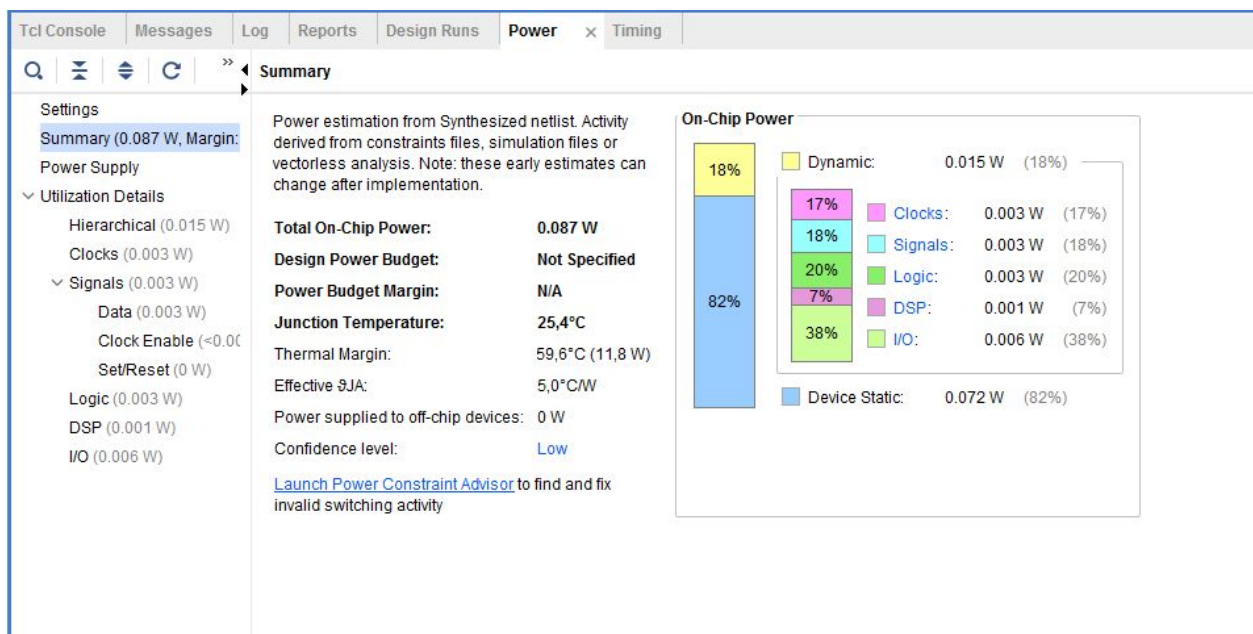 Tcl Console Messages Log Reports Design Runs Power × Timing
» Summary
Settings
Summary (0.087 W, Margin:
Power Supply
Utilization Details
Hierarchical (0.015 W)
Clocks (0.003 W)
Signals (0.003 W)
Data (0.003 W)
Clock Enable (<0.00
Set/Reset (0 W)
Logic (0.003 W)
DSP (0.001 W)
I/O (0.006 W)
Power estimation from Synthesized netlist. Activity
derived from constraints files, simulation files or
vectorless analysis. Note: these early estimates can
change after implementation.
Total On-Chip Power: 0.087 W
Design Power Budget: Not Specified
Power Budget Margin: N/A
Junction Temperature: 25,4°C
Thermal Margin: 59,6°C (11,8 W)
Effective ϑJA: 5,0°C/W
Power supplied to off-chip devices: 0 W
Confidence level: Low
Launch Power Constraint Advisor to find and fix
invalid switching activity
On-Chip Power
18%
82%
Dynamic: 0.015 W (18%)
17% Clocks: 0.003 W (17%)
18% Signals: 0.003 W (18%)
20% Logic: 0.003 W (20%)
7% DSP: 0.001 W (7%)
38% I/O: 0.006 W (38%)
Device Static: 0.072 W (82%)